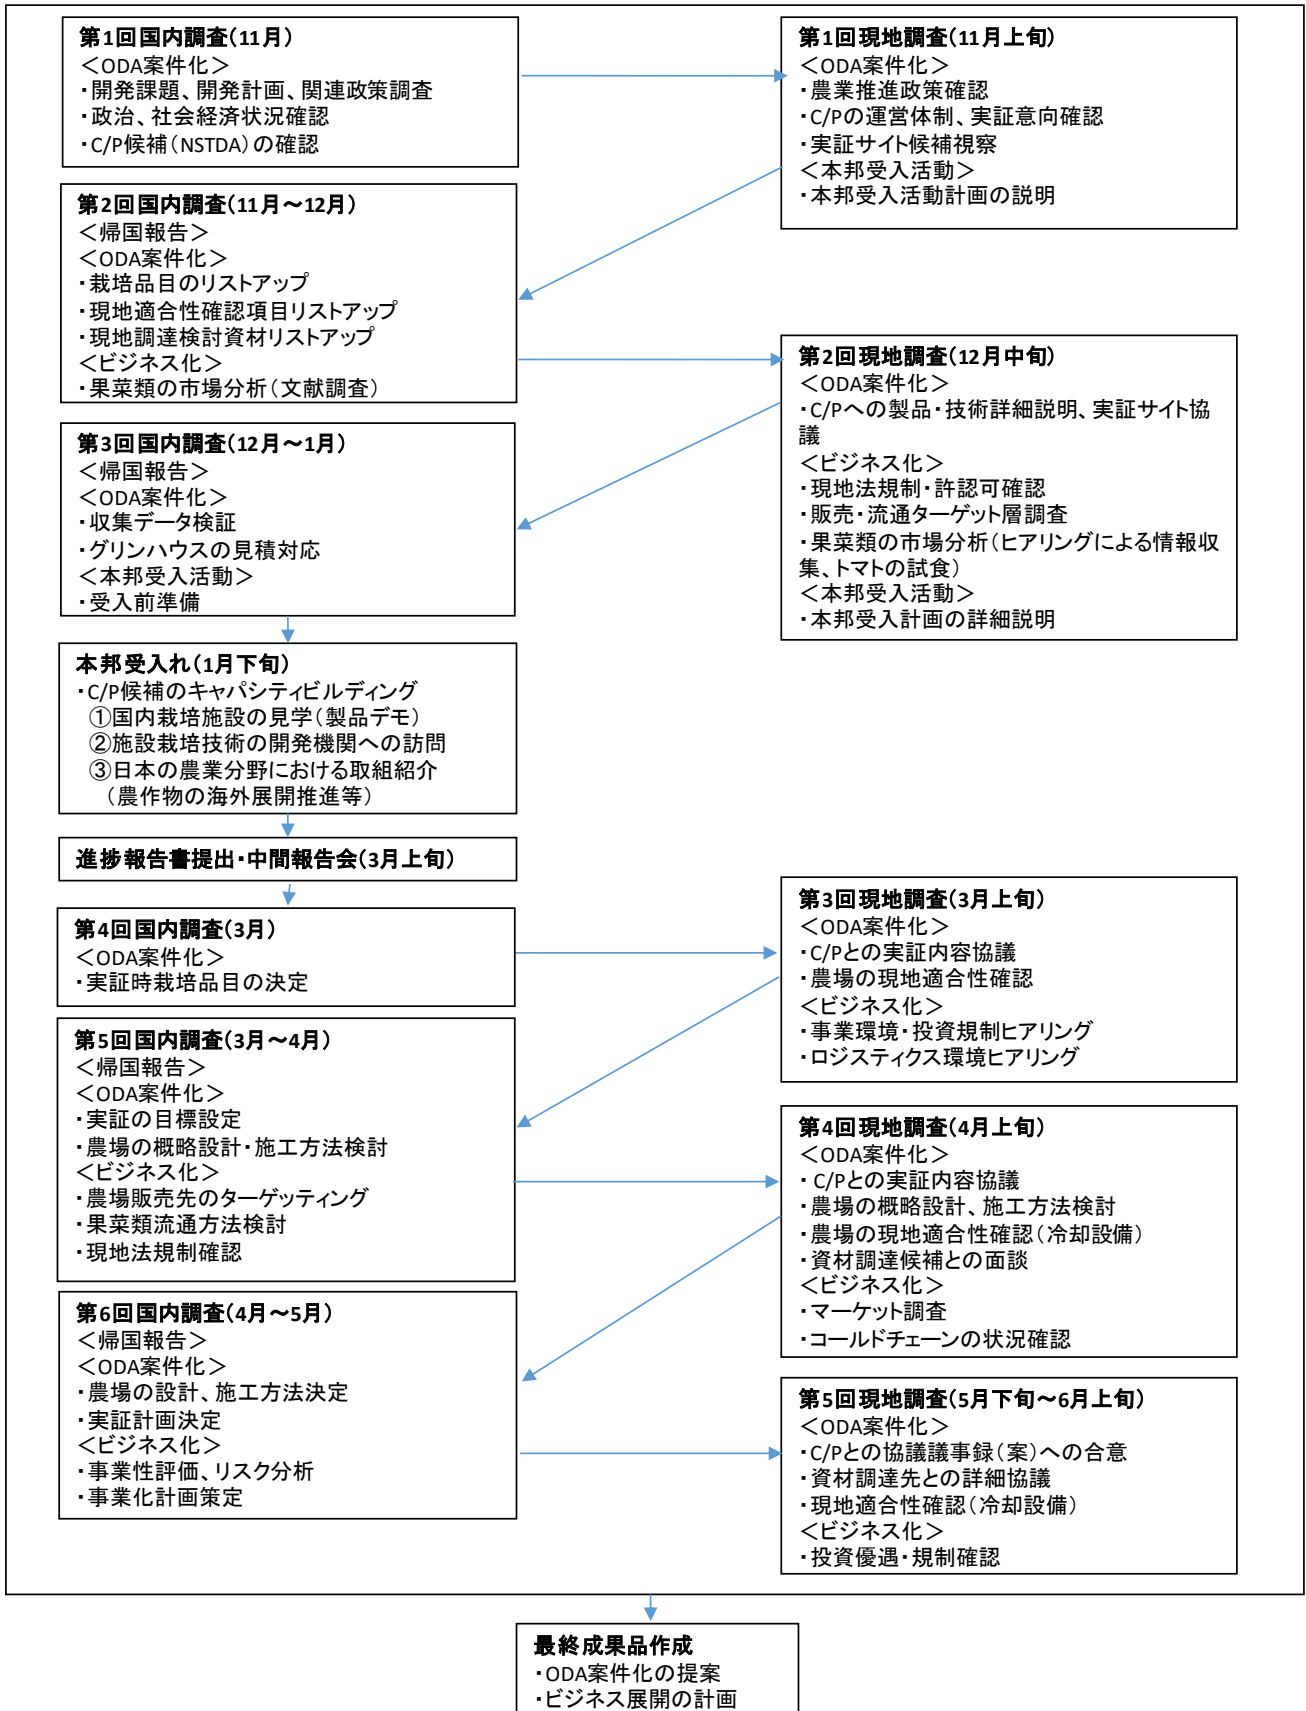 第1回国内調査(11月)
＜ODA案件化＞
・開発課題、開発計画、関連政策調査
・政治、社会経済状況確認
・C/P候補(NSTDA)の確認
第1回現地調査(11月上旬)
＜ODA案件化＞
・農業推進政策確認
・C/Pの運営体制、実証意向確認
・実証サイト候補視察
＜本邦受入活動＞
・本邦受入活動計画の説明
第2回国内調査(11月～12月)
＜帰国報告＞
＜ODA案件化＞
・栽培品目のリストアップ
・現地適合性確認項目リストアップ
・現地調達検討資材リストアップ
＜ビジネス化＞
・果菜類の市場分析(文献調査)
第2回現地調査(12月中旬)
＜ODA案件化＞
・C/Pへの製品・技術詳細説明、実証サイト協
議
＜ビジネス化＞
・現地法規制・許認可確認
・販売・流通ターゲット層調査
・果菜類の市場分析(ヒアリングによる情報収
集、トマトの試食)
＜本邦受入活動＞
・本邦受入計画の詳細説明
第3回国内調査(12月～1月)
＜帰国報告＞
＜ODA案件化＞
・収集データ検証
・グリンハウスの見積対応
＜本邦受入活動＞
・受入前準備
本邦受入れ(1月下旬)
・C/P候補のキャパシティビルディング
①国内栽培施設の見学(製品デモ)
②施設栽培技術の開発機関への訪問
③日本の農業分野における取組紹介
(農作物の海外展開推進等)
進捗報告書提出・中間報告会(3月上旬)
第4回国内調査(3月)
＜ODA案件化＞
・実証時栽培品目の決定
第3回現地調査(3月上旬)
＜ODA案件化＞
・C/Pとの実証内容協議
・農場の現地適合性確認
＜ビジネス化＞
・事業環境・投資規制ヒアリング
・ロジスティクス環境ヒアリング
第5回国内調査(3月～4月)
＜帰国報告＞
＜ODA案件化＞
・実証の目標設定
・農場の概略設計・施工方法検討
＜ビジネス化＞
・農場販売先のターゲッティング
・果菜類流通方法検討
・現地法規制確認
第4回現地調査(4月上旬)
＜ODA案件化＞
・C/Pとの実証内容協議
・農場の概略設計、施工方法検討
・農場の現地適合性確認(冷却設備)
・資材調達候補との面談
＜ビジネス化＞
・マーケット調査
・コールドチェーンの状況確認
第6回国内調査(4月～5月)
＜帰国報告＞
＜ODA案件化＞
・農場の設計、施工方法決定
・実証計画決定
＜ビジネス化＞
・事業性評価、リスク分析
・事業化計画策定
第5回現地調査(5月下旬～6月上旬)
＜ODA案件化＞
・C/Pとの協議議事録(案)への合意
・資材調達先との詳細協議
・現地適合性確認(冷却設備)
＜ビジネス化＞
・投資優遇・規制確認
最終成果品作成
・ODA案件化の提案
・ビジネス展開の計画